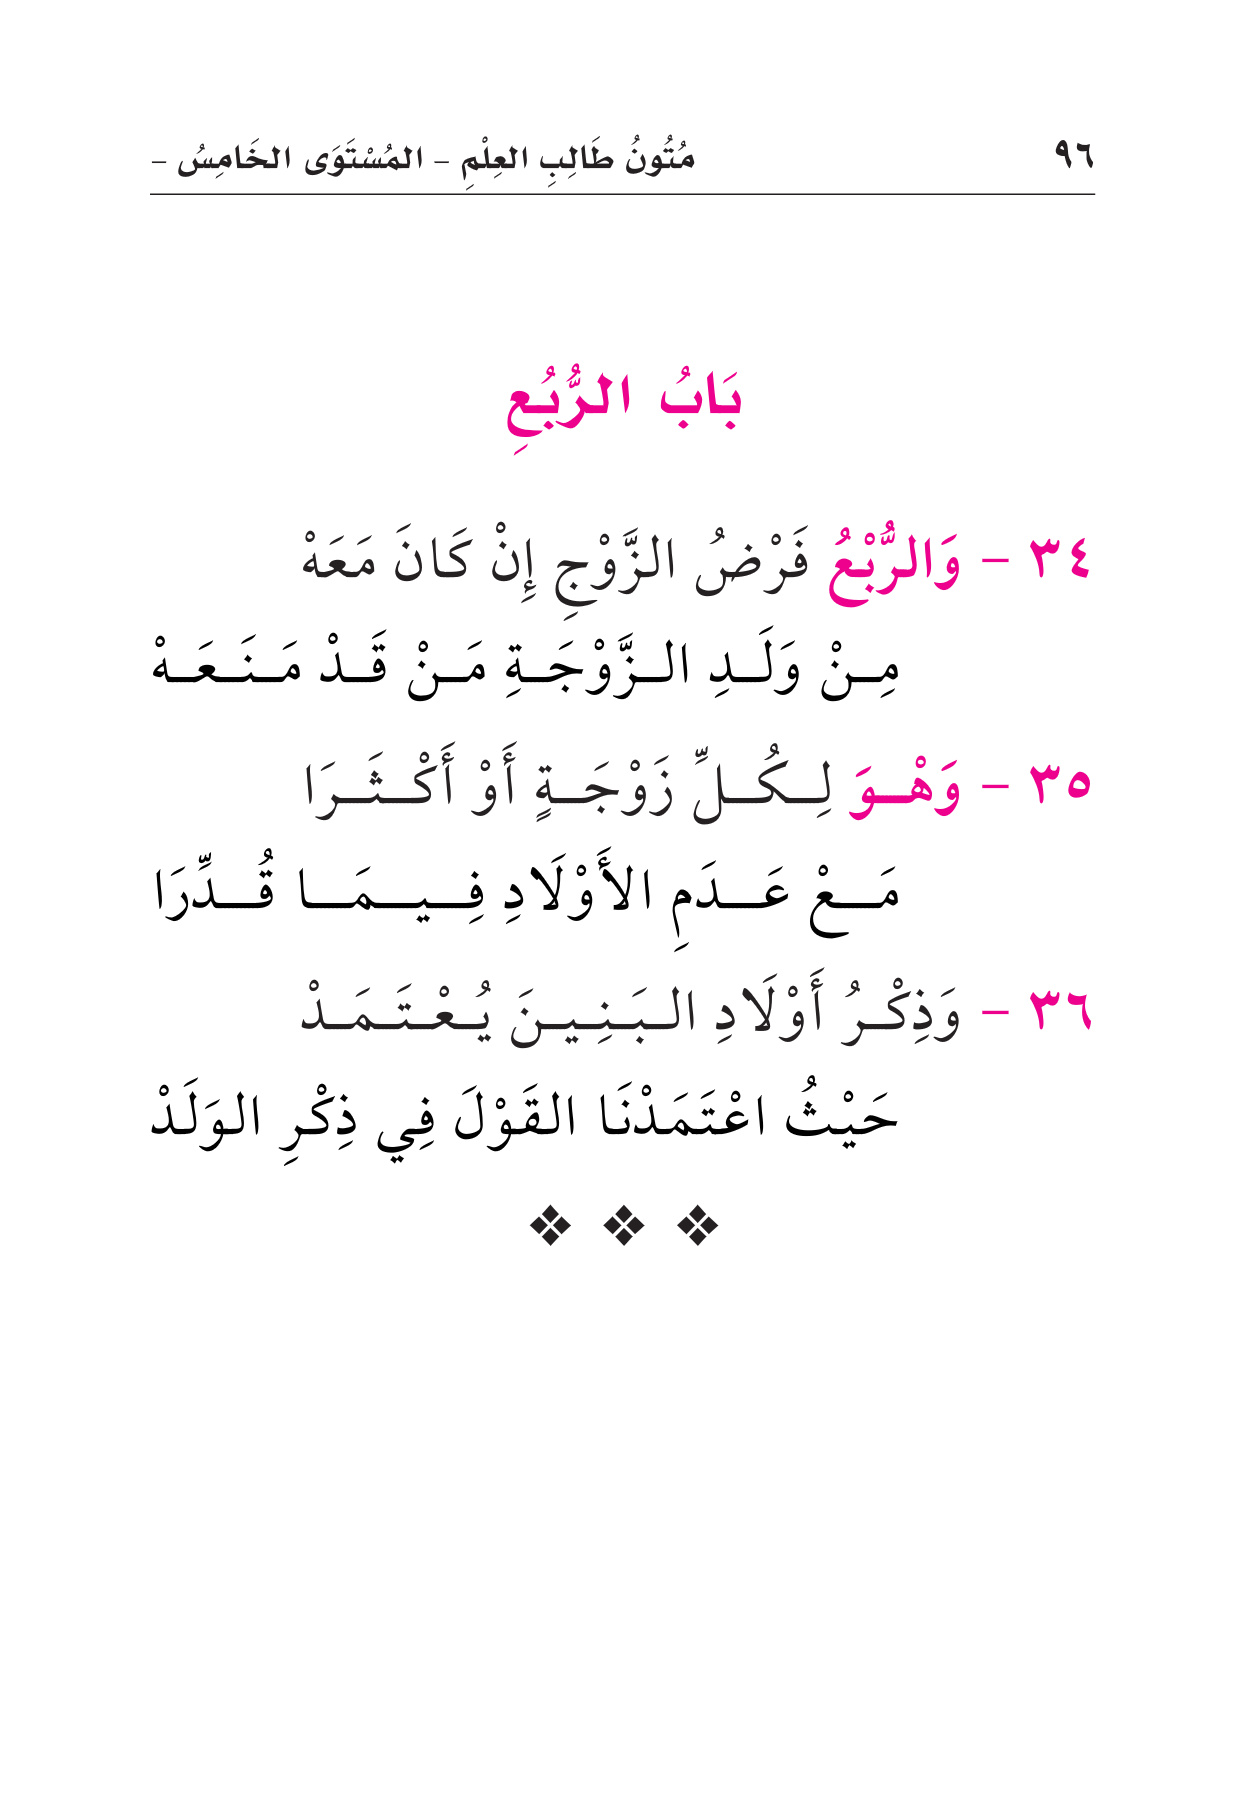 ٩٦ مُتُونُ طَالِبِ العِلْمِ - المُسْتَوَى الخَامِسُ -
بَابُ الرُّبُعِ
٣٤ - وَالرُّبْعُ فَرْضُ الزَّوْجِ إِنْ كَانَ مَعَهْ
مِنْ وَلَدِ الزَّوْجَةِ مَنْ قَدْ مَنَعَهْ
٣٥ - وَهْوَ لِكُلِّ زَوْجَةٍ أَوْ أَكْثَرَا
مَعْ عَدَمِ الأَوْلَادِ فِيمَا قُدِّرَا
٣٦ - وَذِكْرُ أَوْلَادِ البَنِينَ يُعْتَمَدْ
حَيْثُ اعْتَمَدْنَا القَوْلَ فِي ذِكْرِ الوَلَدْ